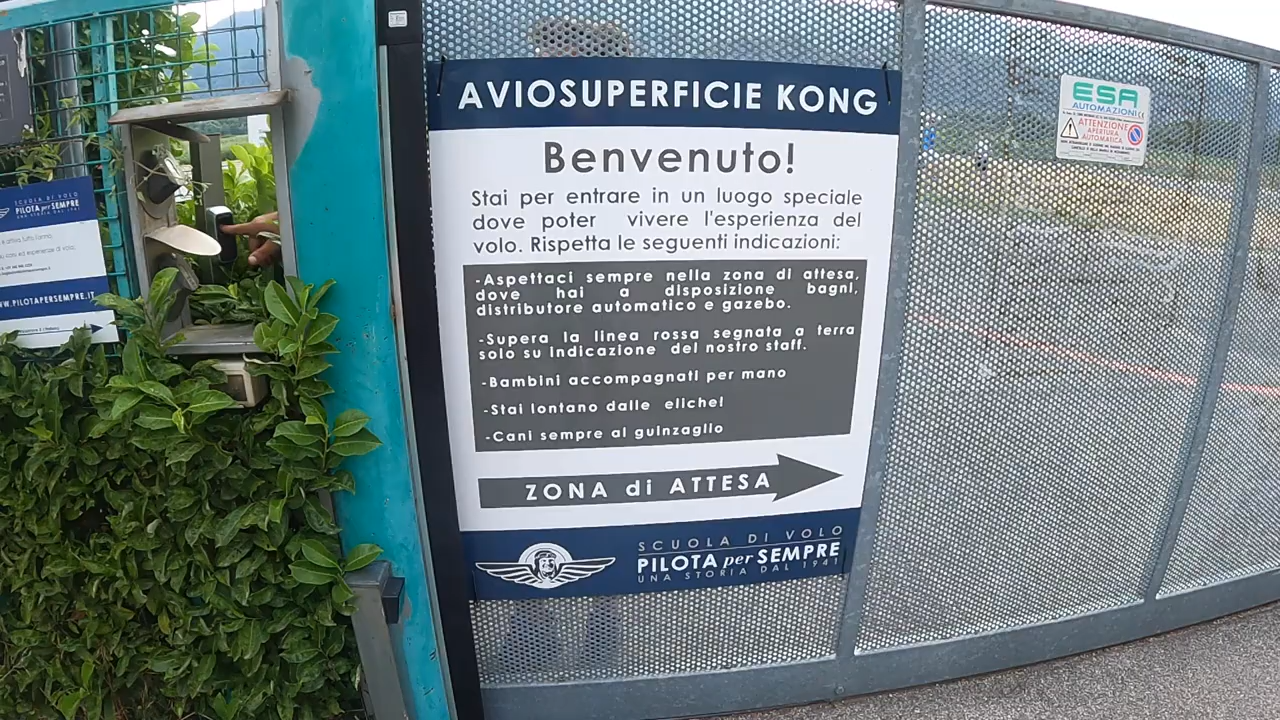 AVIOSUPERFICIE KONG
Benvenuto!
Stai per entrare in un luogo speciale
dove poter vivere l'esperienza del
volo. Rispetta le seguenti indicazioni:
-Aspettaci sempre nella zona di attesa,
dove hai a disposizione bagni,
distributore automatico e gazebo.
-Supera la linea rossa segnata a terra
solo su indicazione del nostro staff.
-Bambini accompagnati per mano
-Stai lontano dalle eliche!
-Cani sempre al guinzaglio
ZONA di ATTESA
SCUOLA DI VOLO
PILOTA per SEMPRE
UNA STORIA DAL 1941
ESA
AUTOMAZIONI
ATTENZIONE
APERTURA
AUTOMATICA
SCUOLA DI VOLO
PILOTA per SEMPRE
UNA STORIA DAL 1941
WWW.PILOTAPERSEMPRE.IT